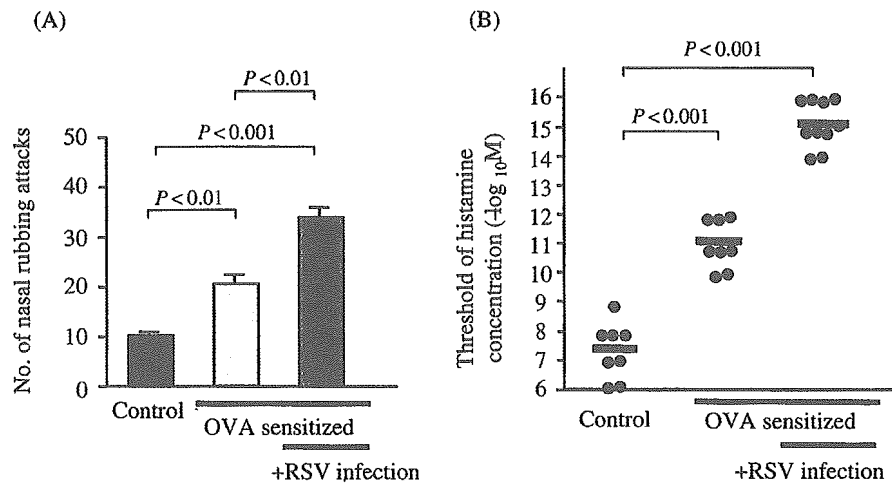 (A)
P<0.01
P<0.001
P<0.01
No. of nasal rubbing attacks
50
40
30
20
10
0
Control
OVA sensitized
+RSV infection
(B)
P<0.001
P<0.001
Threshold of histamine
concentration (-log 10M)
16
15
14
13
12
11
10
9
8
7
6
Control
OVA sensitized
+RSV infection